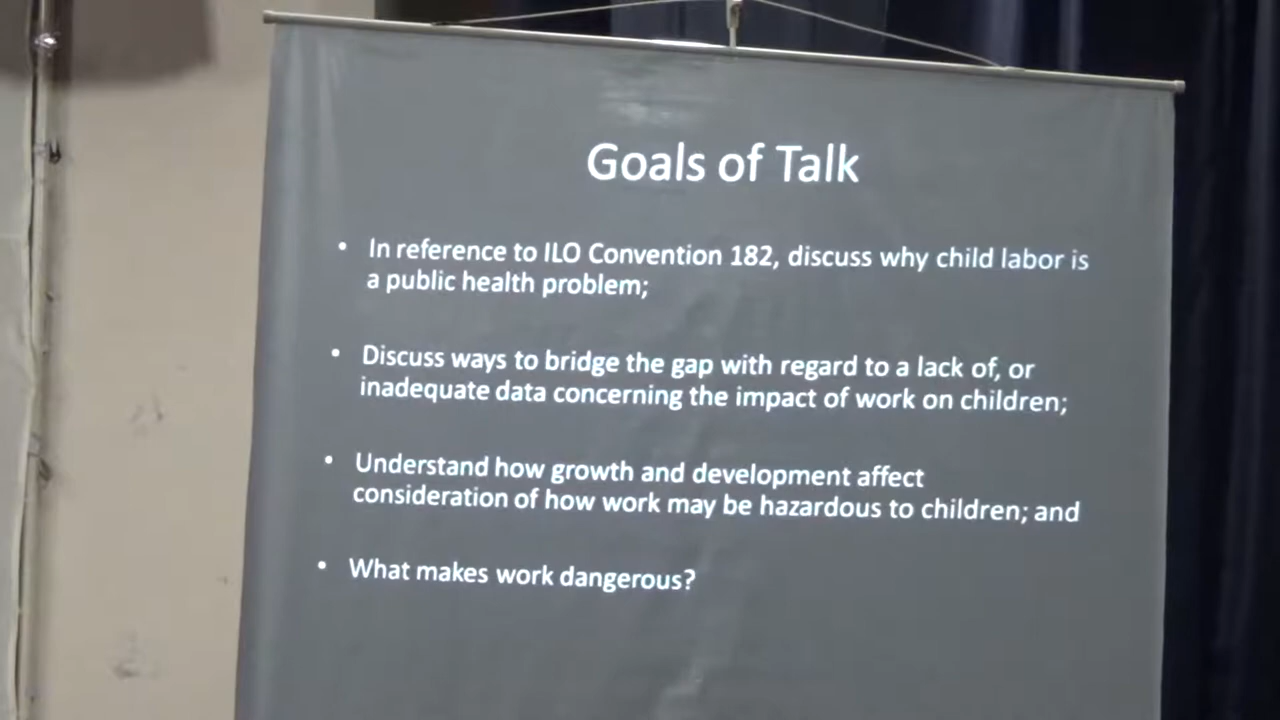 Goals of Talk
• In reference to ILO Convention 182, discuss why child labor is
a public health problem;
• Discuss ways to bridge the gap with regard to a lack of, or
inadequate data concerning the impact of work on children;
• Understand how growth and development affect
consideration of how work may be hazardous to children; and
• What makes work dangerous?